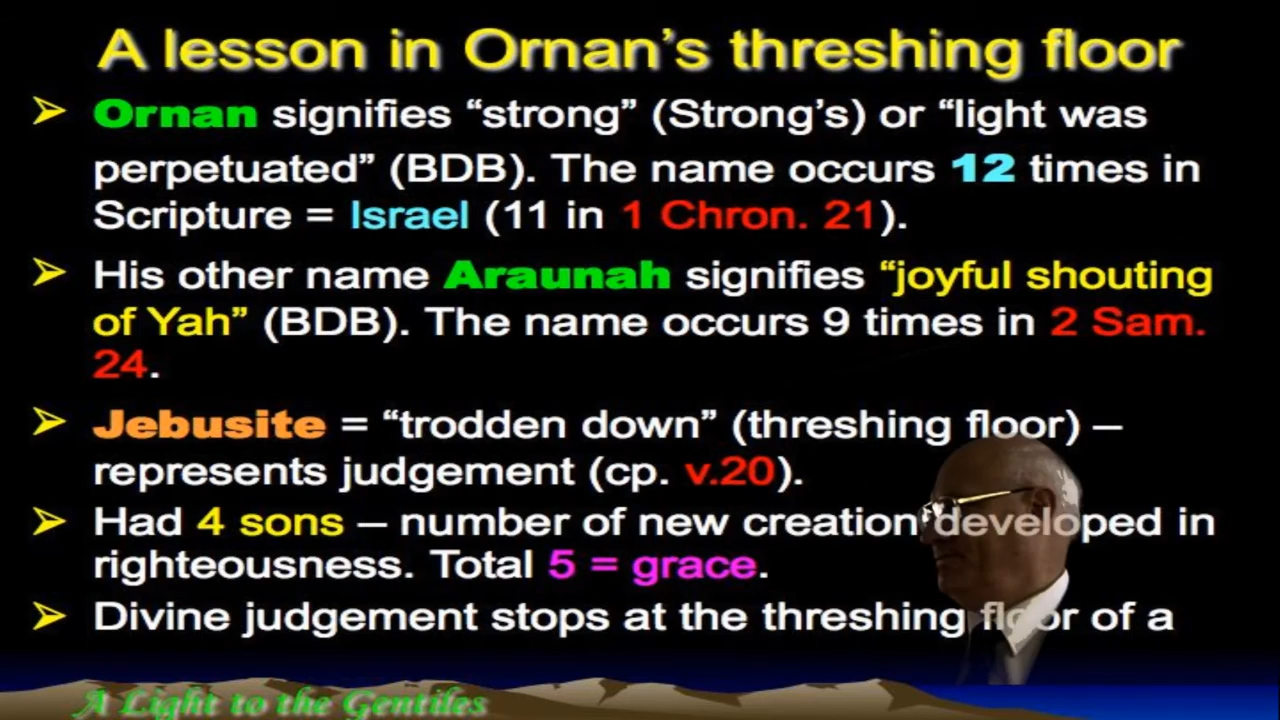 A lesson in Ornan's threshing floor
➢ Ornan signifies “strong” (Strong’s) or “light was
perpetuated” (BDB). The name occurs 12 times in
Scripture = Israel (11 in 1 Chron. 21).
➢ His other name Araunah signifies “joyful shouting
of Yah” (BDB). The name occurs 9 times in 2 Sam.
24.
➢ Jebusite = “trodden down” (threshing floor) –
represents judgement (cp. v.20).
➢ Had 4 sons – number of new creation developed in
righteousness. Total 5 = grace.
➢ Divine judgement stops at the threshing floor of a
A Light to the Gentiles